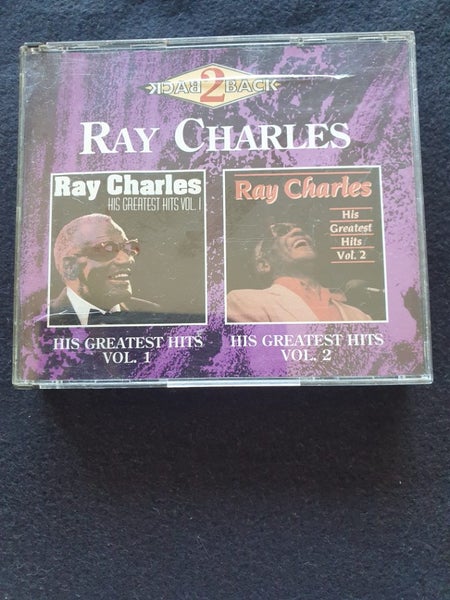 BACK 2 BACK
RAY CHARLES
Ray Charles
HIS GREATEST HITS VOL. 1
Ray Charles
His
Greatest
Hits
Vol. 2
HIS GREATEST HITS
VOL. 1
HIS GREATEST HITS
VOL. 2